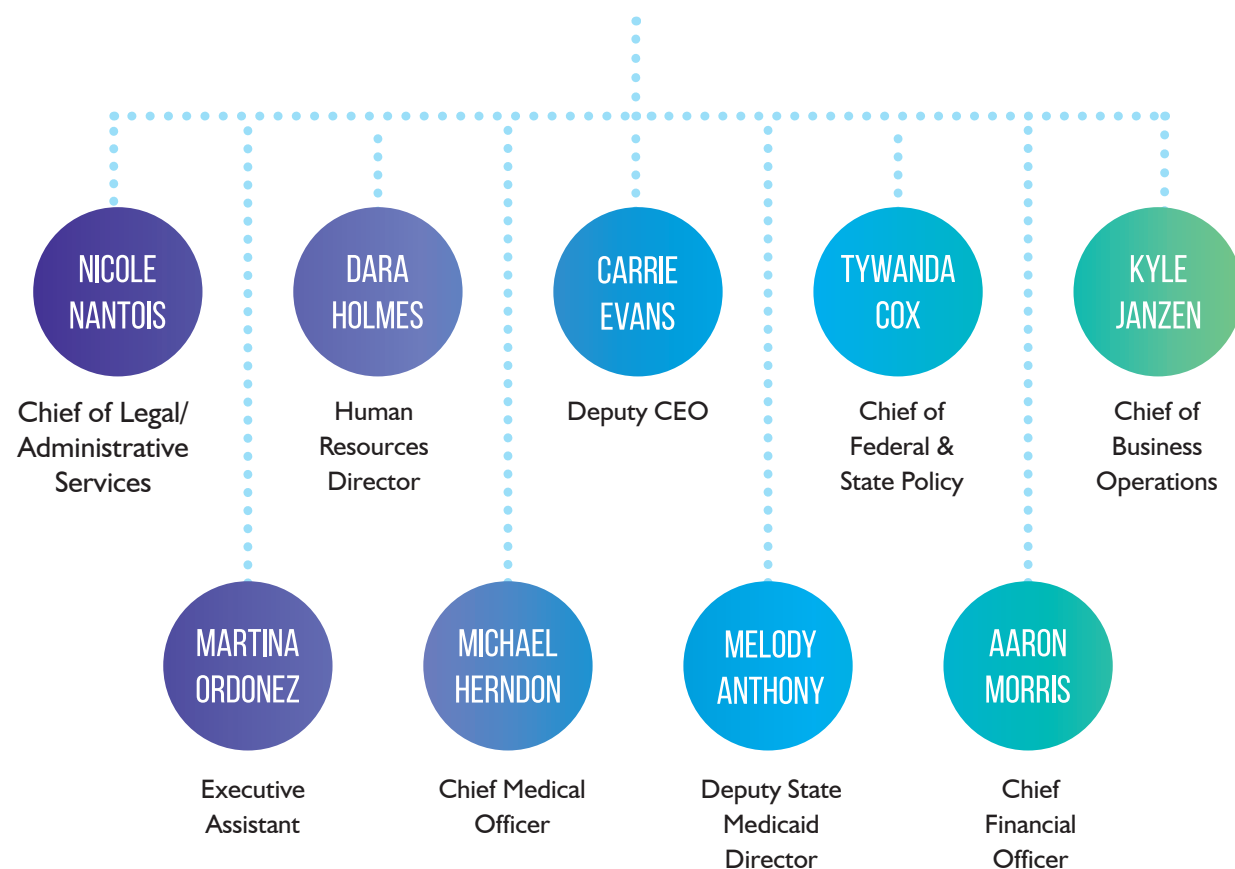 NICOLE
NANTOIS
Chief of Legal/
Administrative
Services
DARA
HOLMES
Human
Resources
Director
CARRIE
EVANS
Deputy CEO
TYWANDA
COX
Chief of
Federal &
State Policy
KYLE
JANZEN
Chief of
Business
Operations
MARTINA
ORDONEZ
Executive
Assistant
MICHAEL
HERNDON
Chief Medical
Officer
MELODY
ANTHONY
Deputy State
Medicaid
Director
AARON
MORRIS
Chief
Financial
Officer